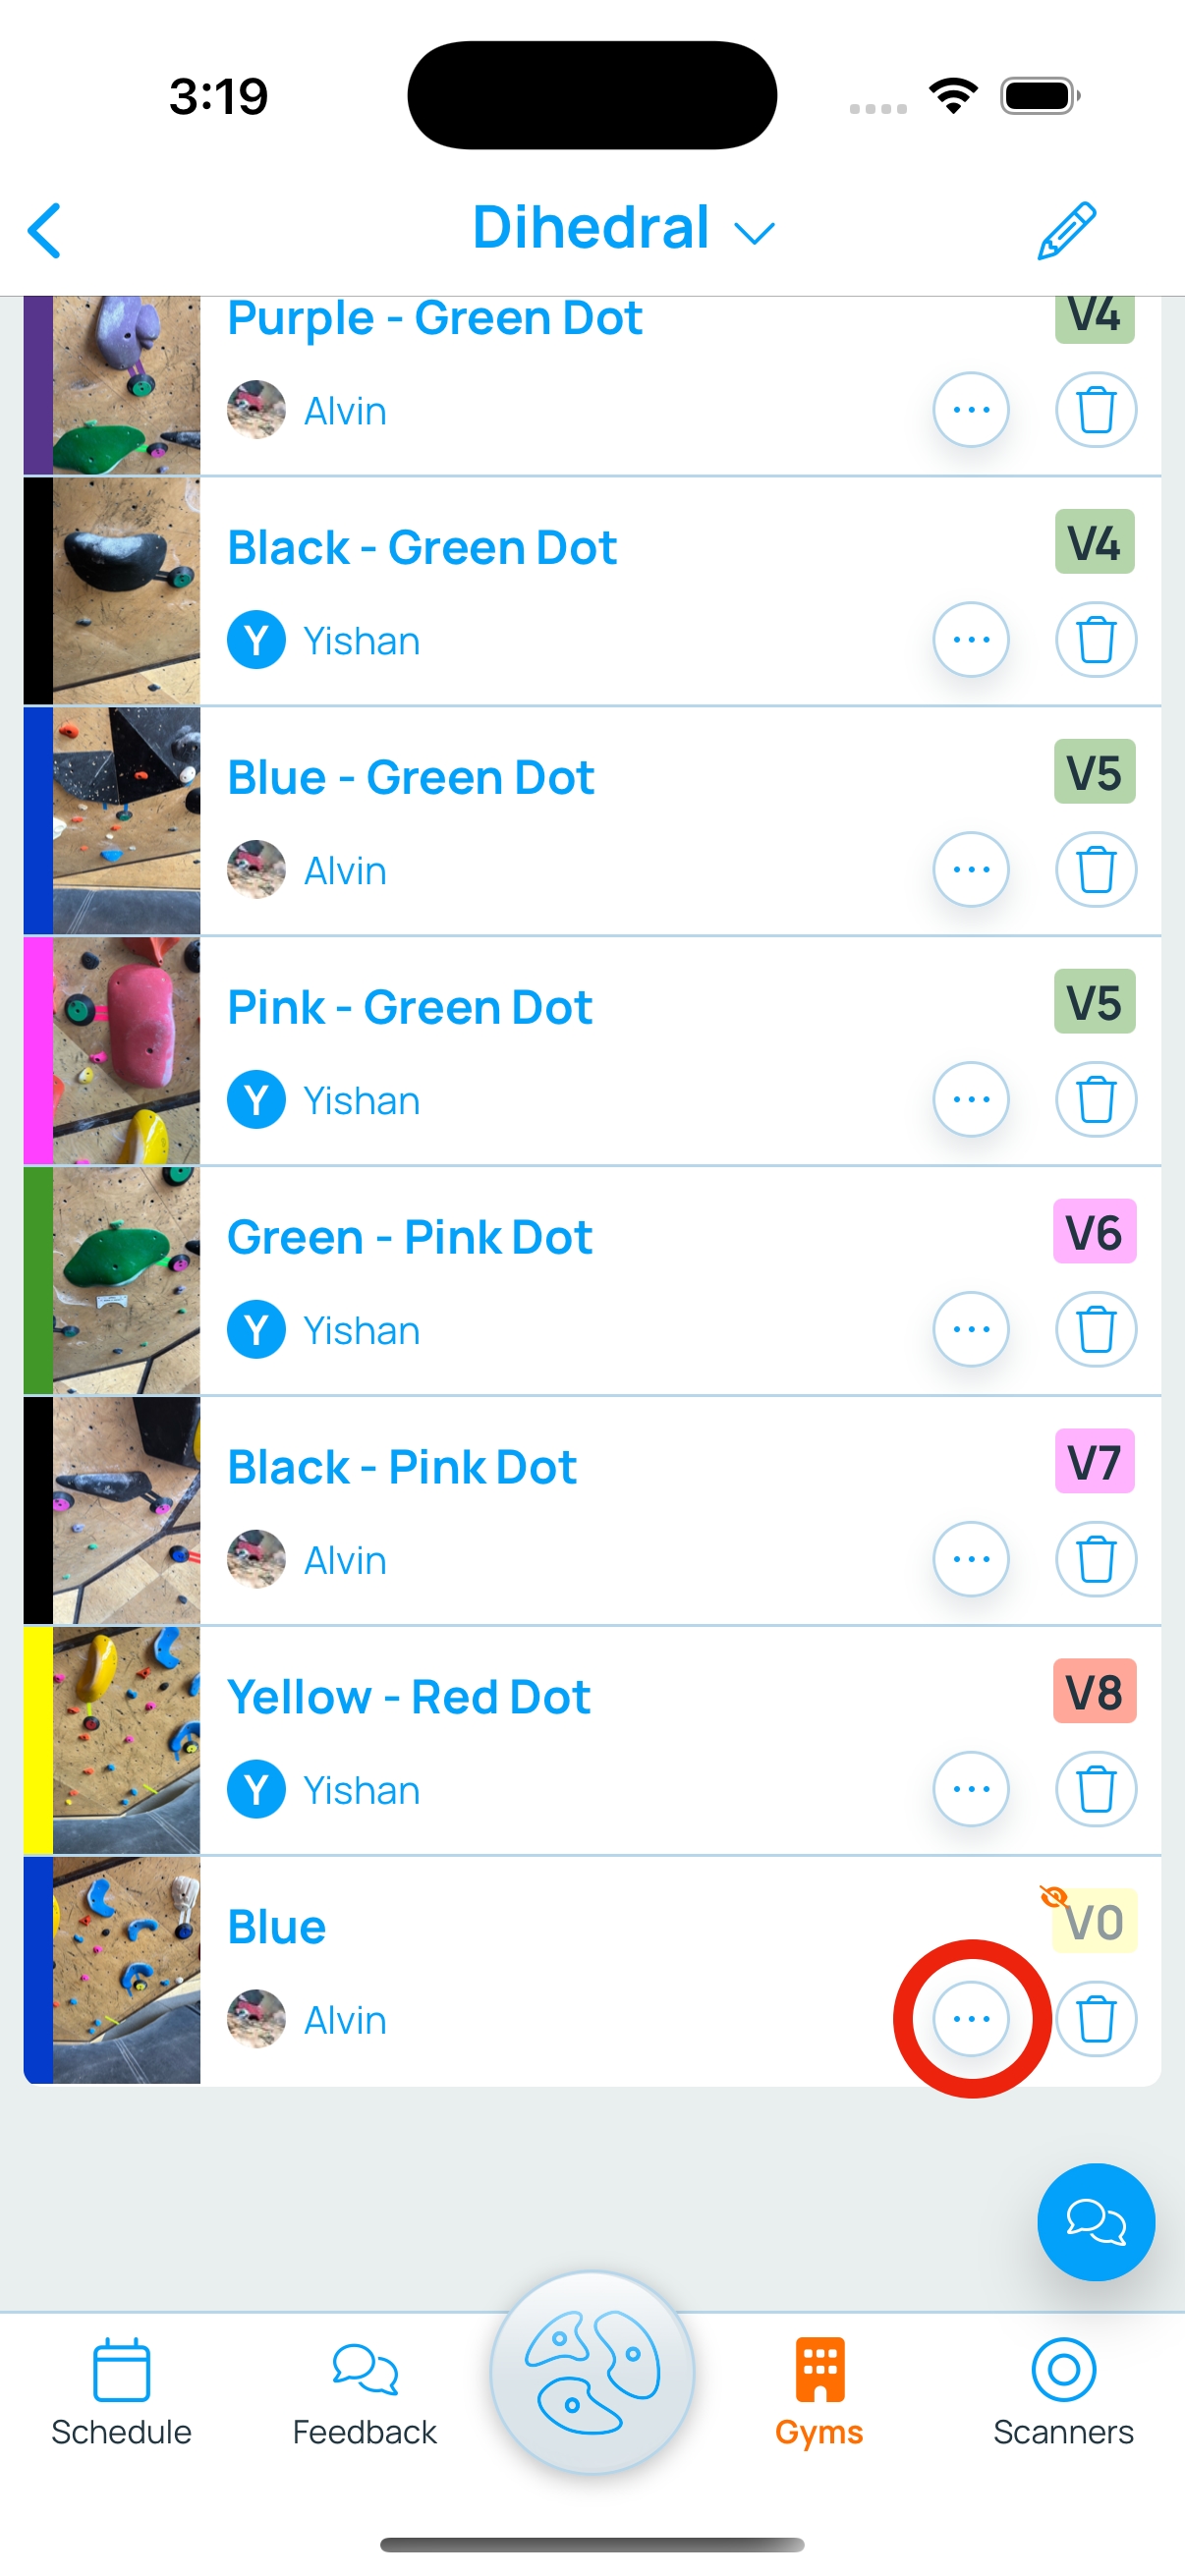 3:19
Dihedral
Purple - Green Dot
V4
Alvin
Black - Green Dot
V4
Y
Yishan
Blue - Green Dot
V5
Alvin
Pink - Green Dot
V5
Y
Yishan
Green - Pink Dot
V6
Y
Yishan
Black - Pink Dot
V7
Alvin
Yellow - Red Dot
V8
Y
Yishan
Blue
V0
Alvin
Schedule
Feedback
Gyms
Scanners